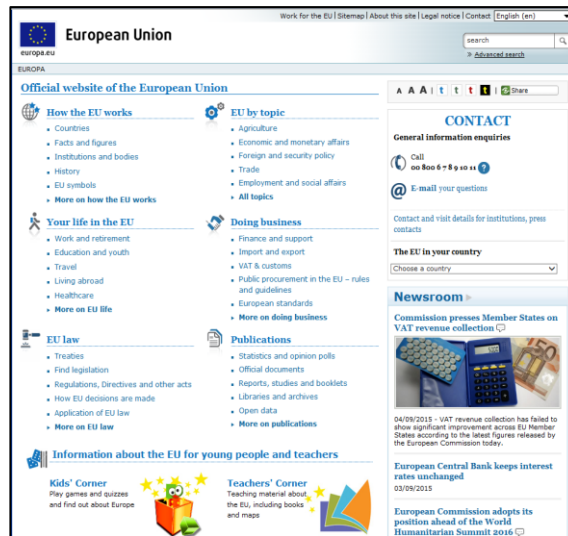 Work for the EU | Sitemap | About this site | Legal notice | Contact English (en)
European Union
europa.eu
search
» Advanced search
EUROPA
Official website of the European Union
A A A | t t t t | Share
How the EU works
Countries
Facts and figures
Institutions and bodies
History
EU symbols
More on how the EU works
EU by topic
Agriculture
Economic and monetary affairs
Foreign and security policy
Trade
Employment and social affairs
All topics
Your life in the EU
Work and retirement
Education and youth
Travel
Living abroad
Healthcare
More on EU life
Doing business
Finance and support
Import and export
VAT & customs
Public procurement in the EU – rules
and guidelines
European standards
More on doing business
EU law
Treaties
Find legislation
Regulations, Directives and other acts
How EU decisions are made
Application of EU law
More on EU law
Publications
Statistics and opinion polls
Official documents
Reports, studies and booklets
Libraries and archives
Open data
More on publications
Information about the EU for young people and teachers
Kids' Corner
Play games and quizzes
and find out about Europe
Teachers' Corner
Teaching material about
the EU, including books
and maps
CONTACT
General information enquiries
Call
00 800 6 7 8 9 10 11 ?
@ E-mail your questions
Contact and visit details for institutions, press
contacts
The EU in your country
Choose a country
Newsroom
Commission presses Member States on
VAT revenue collection
50
04/09/2015 - VAT revenue collection has failed to
show significant improvement across EU Member
States according to the latest figures released by
the European Commission today.
European Central Bank keeps interest
rates unchanged
03/09/2015
European Commission adopts its
position ahead of the World
Humanitarian Summit 2016